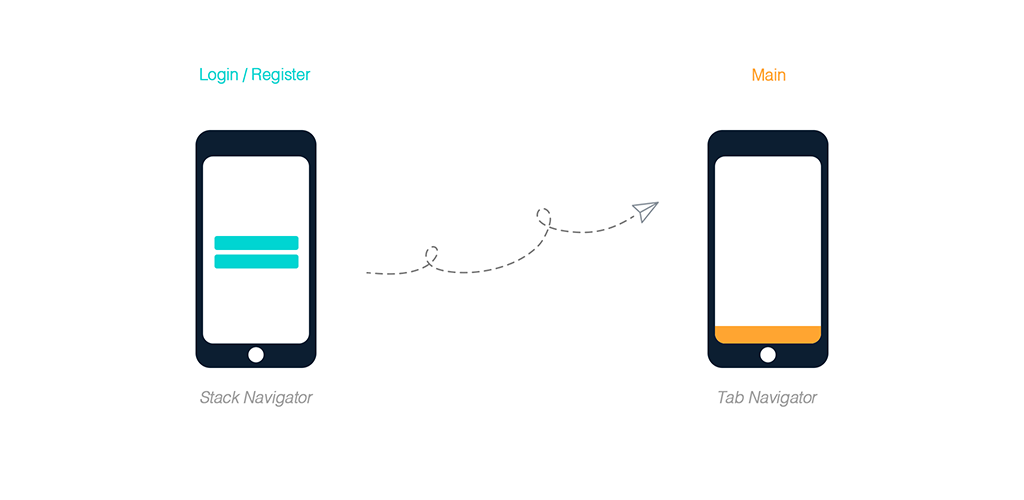 Login / Register
Main
Stack Navigator
Tab Navigator